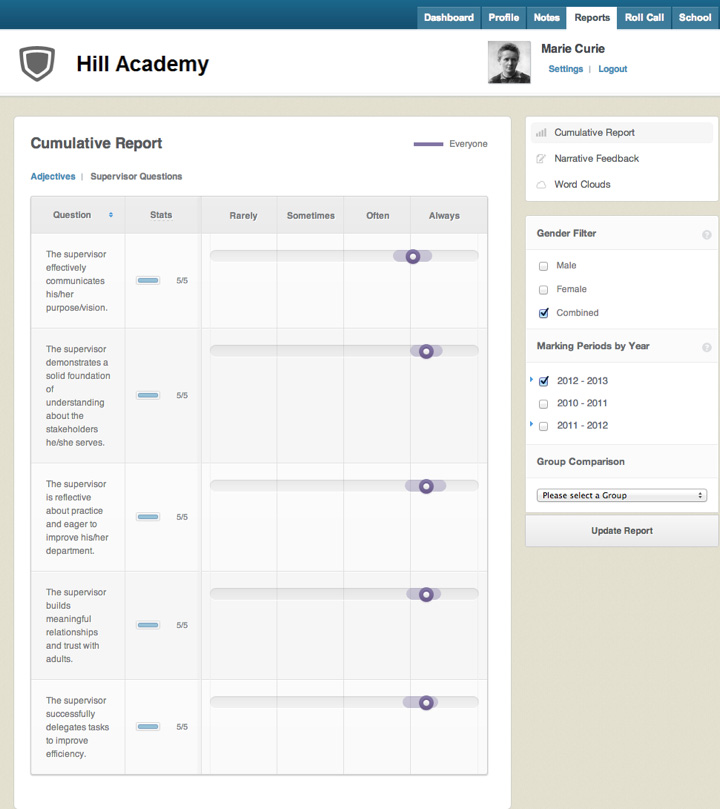 Dashboard Profile Notes Reports Roll Call School
Hill Academy
Marie Curie
Settings | Logout
Cumulative Report
Everyone
Adjectives | Supervisor Questions
Question Stats Rarely Sometimes Often Always
The supervisor
effectively
communicates
his/her
purpose/vision.
5/5
The supervisor
demonstrates a
solid foundation
of
understanding
about the
stakeholders
he/she serves.
5/5
The supervisor
is reflective
about practice
and eager to
improve his/her
department.
5/5
The supervisor
builds
meaningful
relationships
and trust with
adults.
5/5
The supervisor
successfully
delegates tasks
to improve
efficiency.
5/5
Cumulative Report
Narrative Feedback
Word Clouds
Gender Filter ?
Male
Female
Combined
Marking Periods by Year ?
2012 - 2013
2010 - 2011
2011 - 2012
Group Comparison
Please select a Group
Update Report